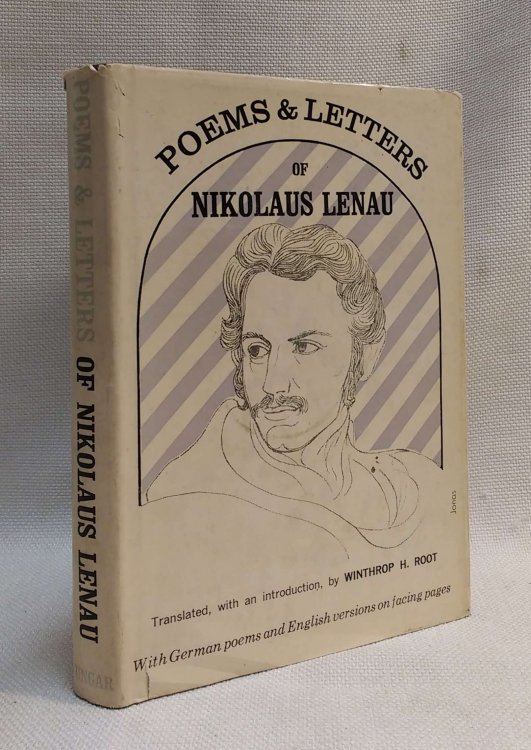 POEMS & LETTERS
OF
NIKOLAUS LENAU
Jonas
Translated, with an introduction, by WINTHROP H. ROOT
With German poems and English versions on facing pages
POEMS & LETTERS OF NIKOLAUS LENAU
UNGAR